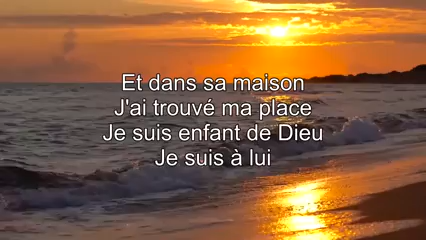 Et dans sa maison
J'ai trouvé ma place
Je suis enfant de Dieu
Je suis à lui